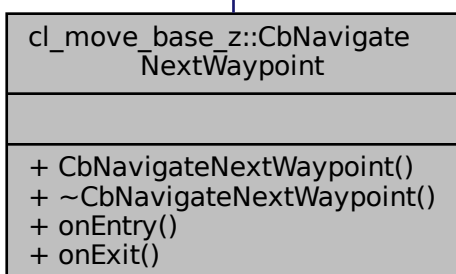 cl_move_base_z::CbNavigate
NextWaypoint
+ CbNavigateNextWaypoint()
+ ~CbNavigateNextWaypoint()
+ onEntry()
+ onExit()